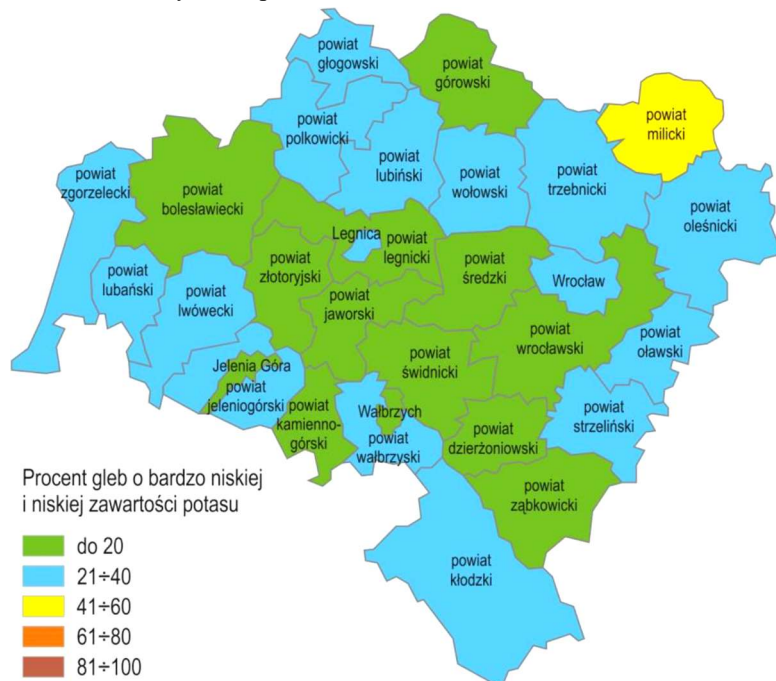 powiat
głogowski
powiat
górowski
powiat
milicki
powiat
polkowicki
powiat
lubiński
powiat
wołowski
powiat
trzebnicki
powiat
zgorzelecki
powiat
bolesławiecki
powiat
oleśnicki
Legnica
powiat
legnicki
powiat
złotoryjski
powiat
średzki
Wrocław
powiat
lubański
powiat
lwówecki
powiat
jaworski
powiat
wrocławski
powiat
oławski
Jelenia Góra
powiat
jeleniogórski
powiat
świdnicki
powiat
kamienno-
górski
Wałbrzych
powiat
wałbrzyski
powiat
dzierżoniowski
powiat
strzeliński
powiat
ząbkowicki
powiat
kłodzki
Procent gleb o bardzo niskiej
i niskiej zawartości potasu
do 20
21÷40
41÷60
61÷80
81÷100